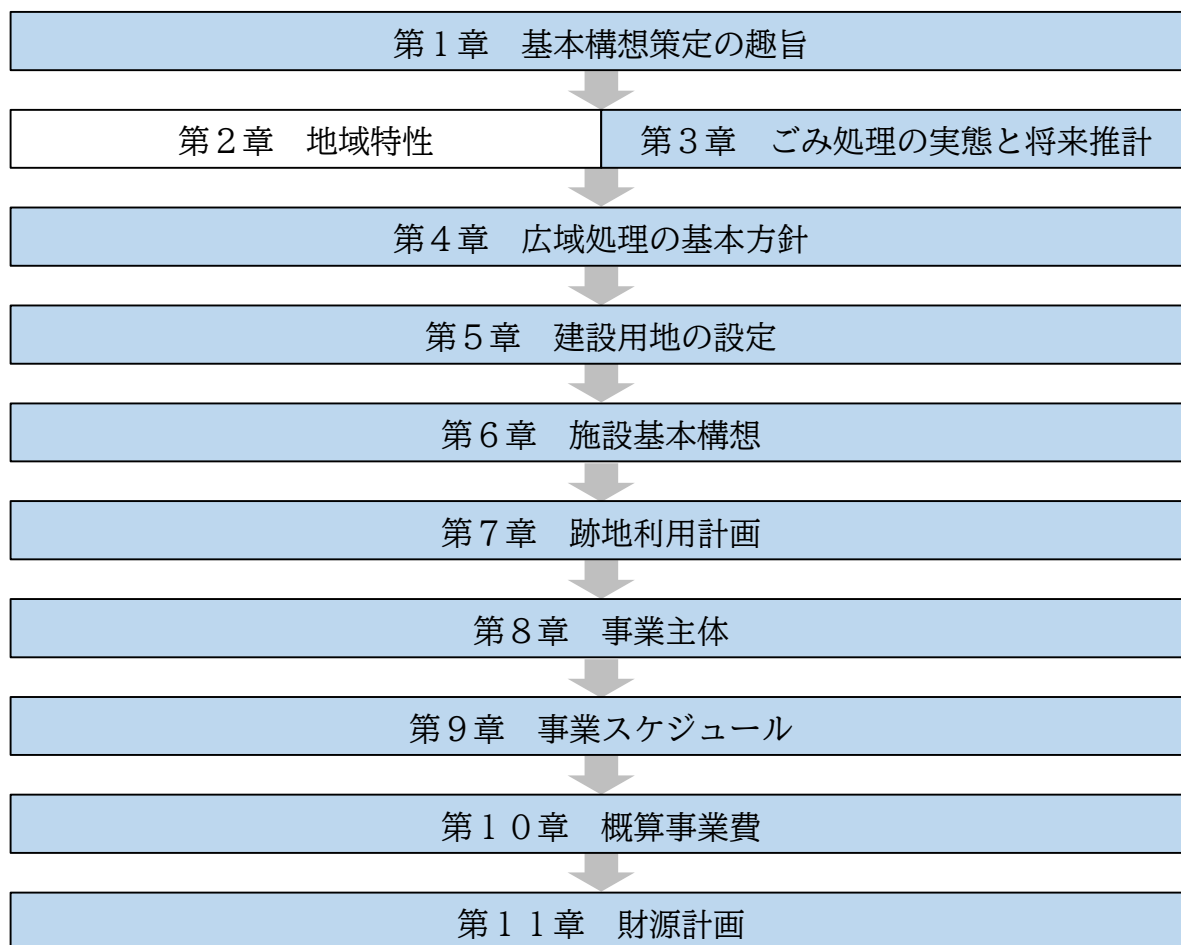 第１章　基本構想策定の趣旨
第２章　地域特性
第３章　ごみ処理の実態と将来推計
第４章　広域処理の基本方針
第５章　建設用地の設定
第６章　施設基本構想
第７章　跡地利用計画
第８章　事業主体
第９章　事業スケジュール
第１０章　概算事業費
第１１章　財源計画